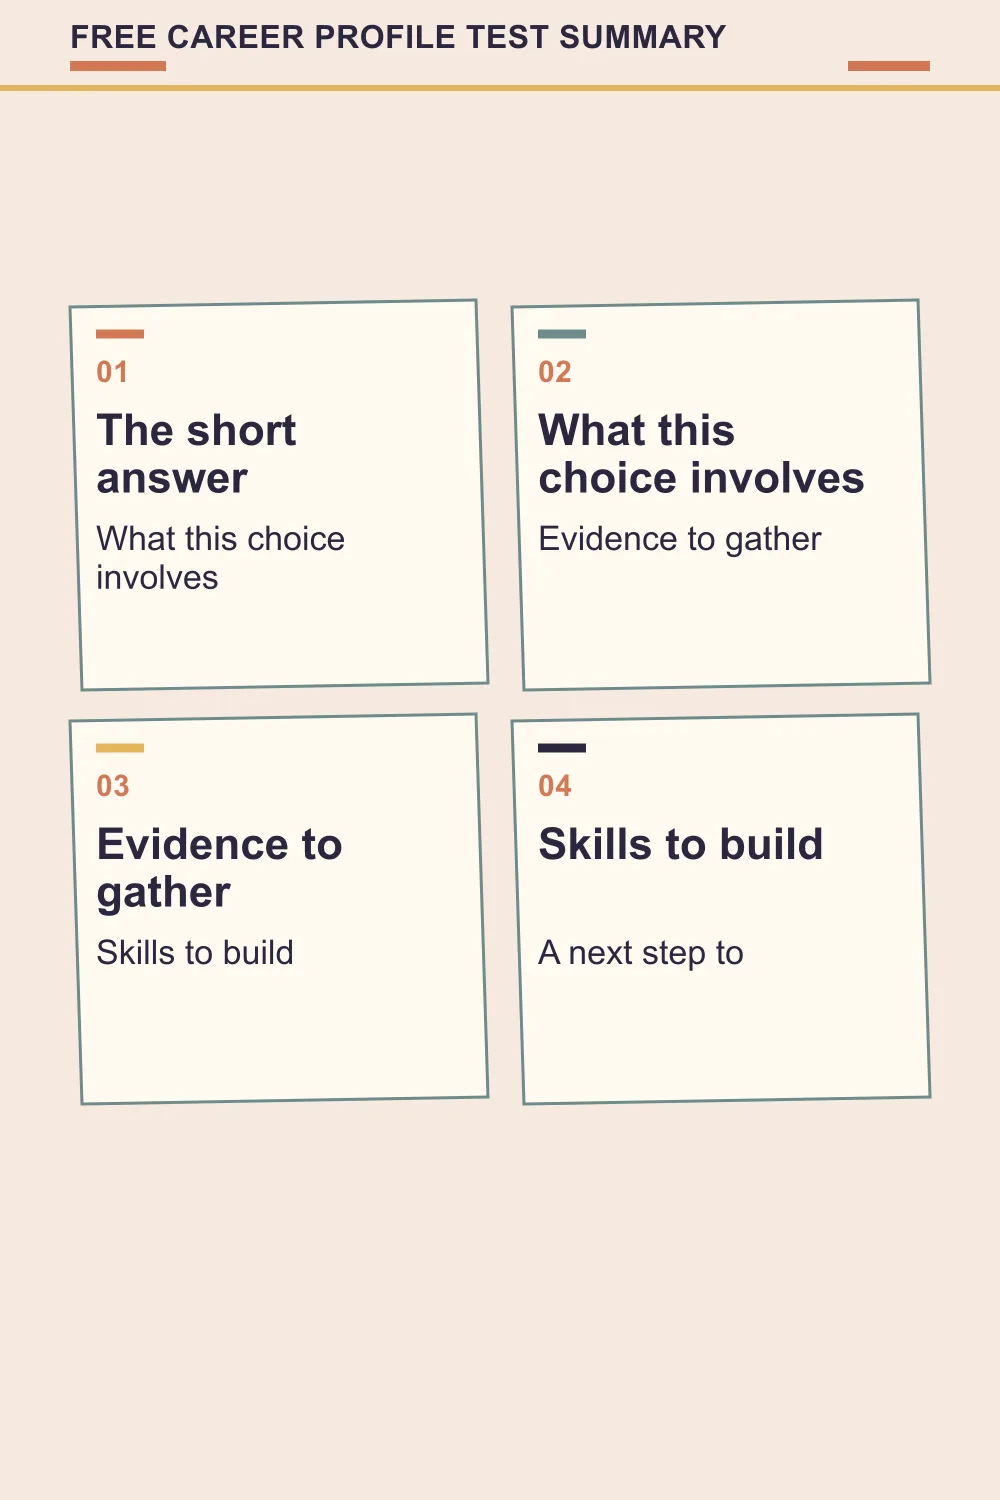 FREE CAREER PROFILE TEST SUMMARY
01
The short
answer
What this choice
involves
02
What this
choice involves
Evidence to gather
03
Evidence to
gather
Skills to build
04
Skills to build
A next step to